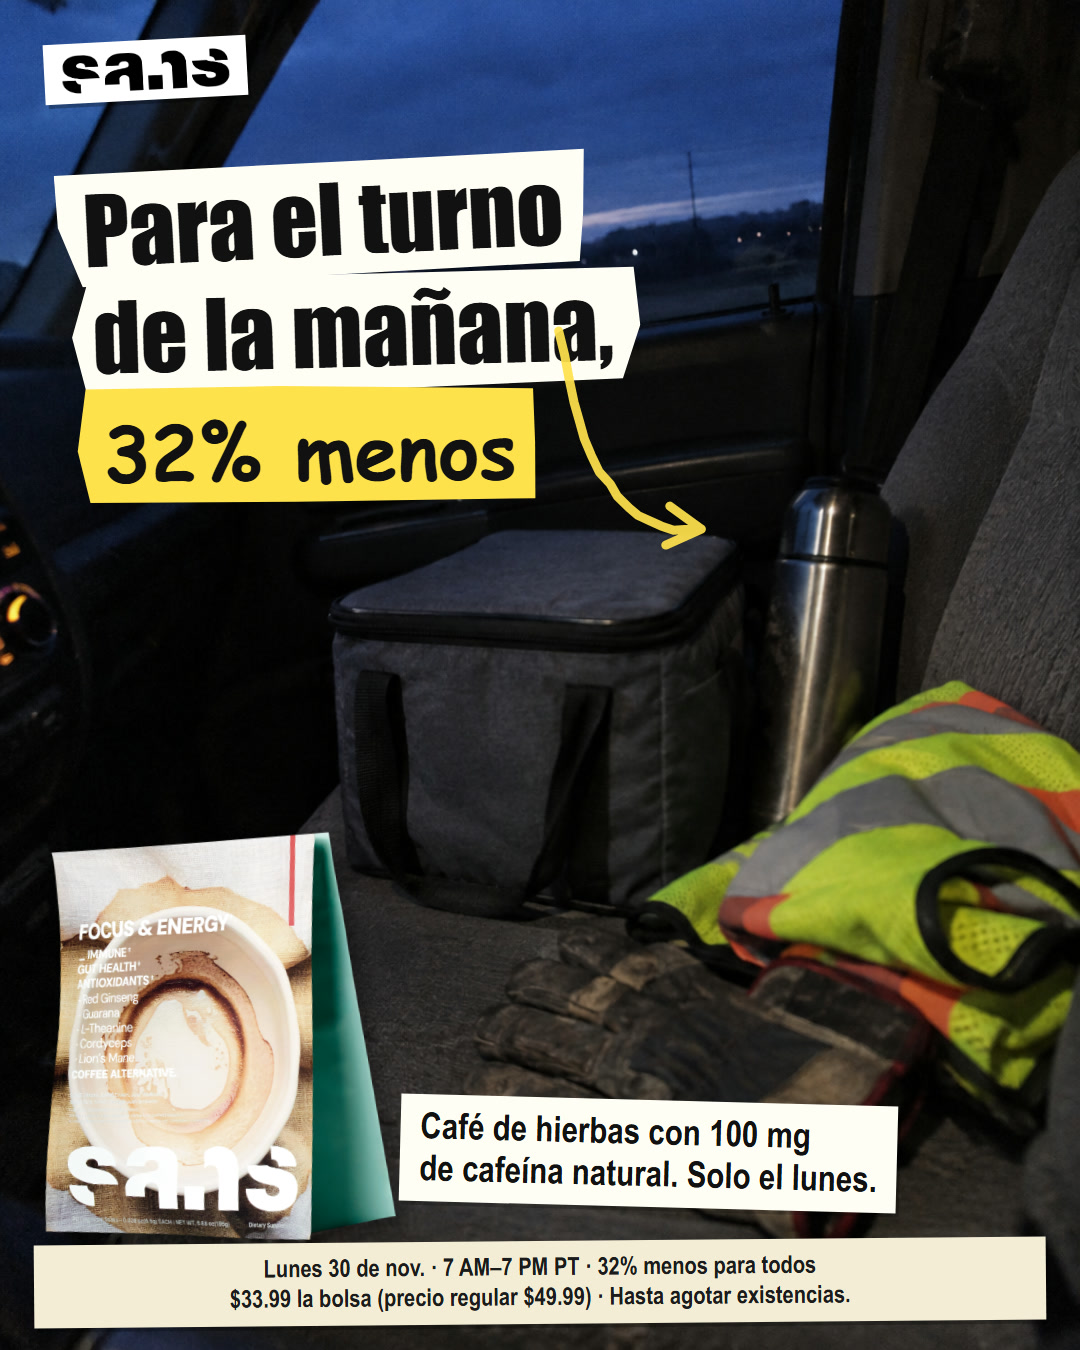 sans
Para el turno
de la mañana,
32% menos
FOCUS & ENERGY
IMMUNE
GUT HEALTH
ANTIOXIDANTS
Red Ginseng
Guarana
L-Theanine
Cordyceps
Lion's Mane
COFFEE ALTERNATIVE.
sans
Café de hierbas con 100 mg
de cafeína natural. Solo el lunes.
Lunes 30 de nov. · 7 AM–7 PM PT · 32% menos para todos
$33.99 la bolsa (precio regular $49.99) · Hasta agotar existencias.